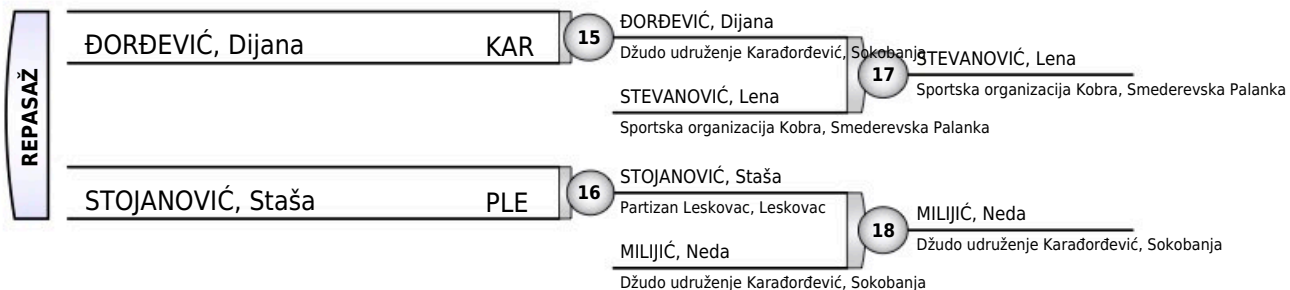 REPASAŽ
ĐORĐEVIĆ, Dijana KAR
15
ĐORĐEVIĆ, Dijana
Džudo udruženje Karađorđević, Sokobanja
STEVANOVIĆ, Lena
Sportska organizacija Kobra, Smederevska Palanka
17
STEVANOVIĆ, Lena
Sportska organizacija Kobra, Smederevska Palanka
STOJANOVIĆ, Staša PLE
16
STOJANOVIĆ, Staša
Partizan Leskovac, Leskovac
MILIJIĆ, Neda
Džudo udruženje Karađorđević, Sokobanja
18
MILIJIĆ, Neda
Džudo udruženje Karađorđević, Sokobanja